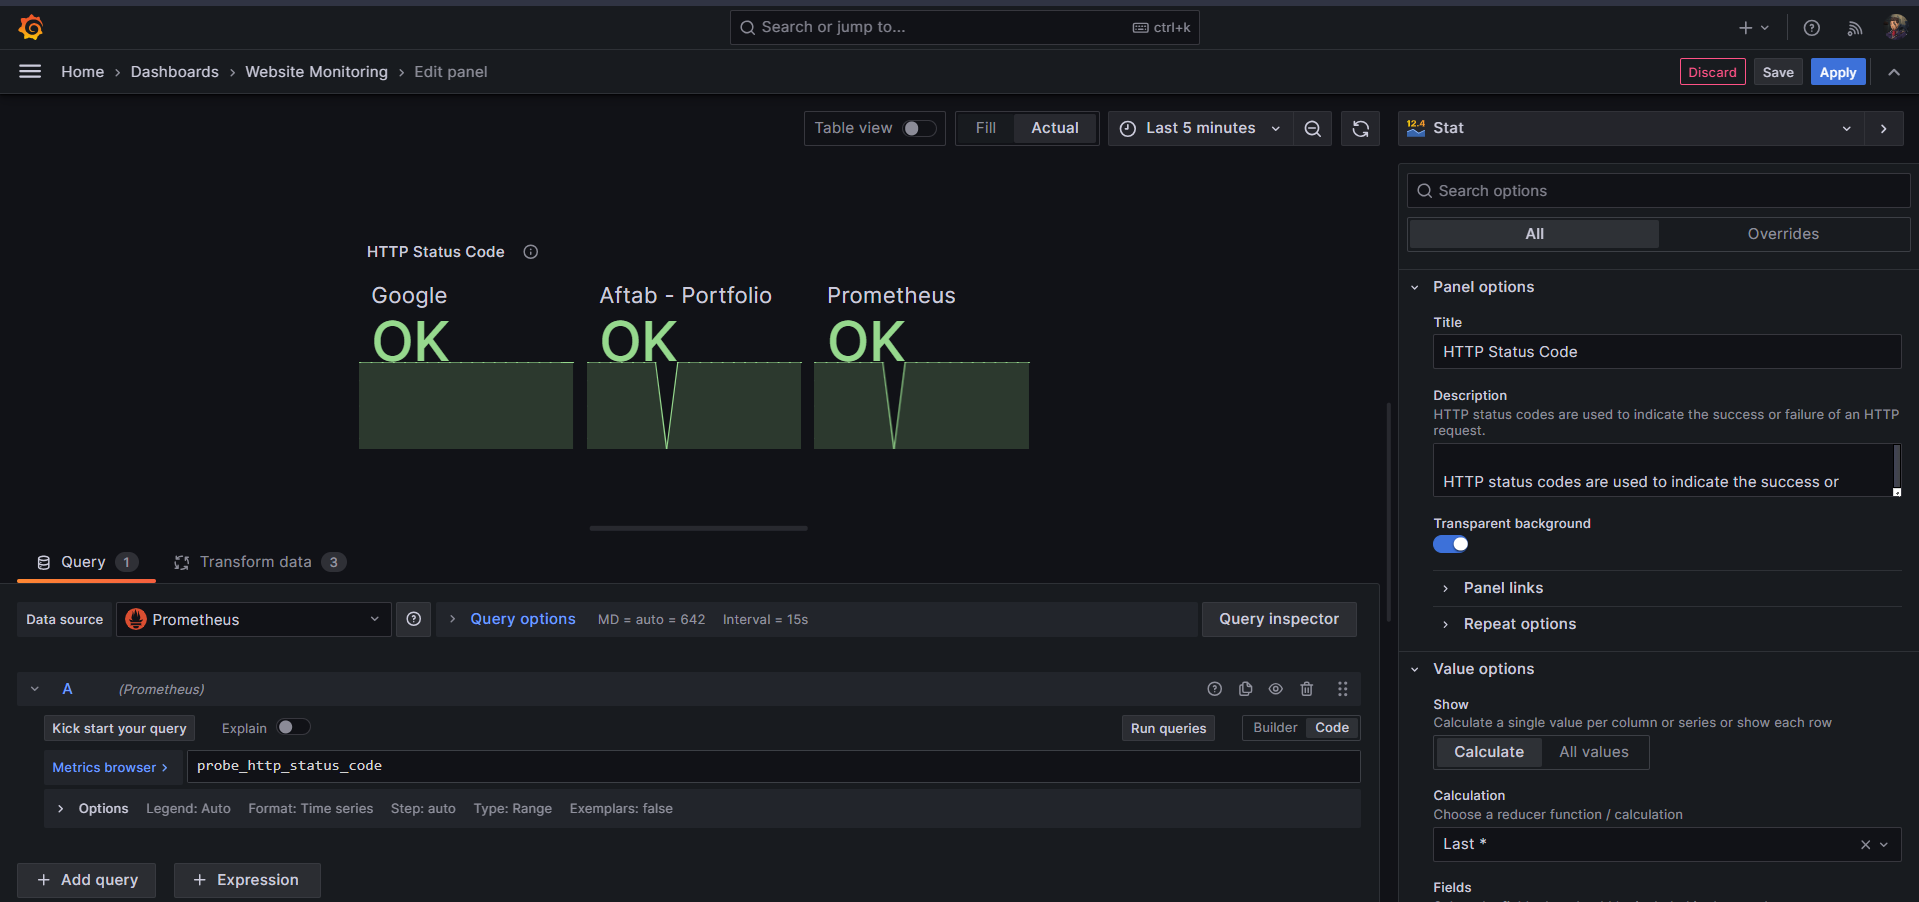 Search or jump to...
ctrl+k
Home › Dashboards › Website Monitoring › Edit panel
Discard
Save
Apply
Table view
Fill
Actual
Last 5 minutes
12.4
Stat
Search options
All
Overrides
HTTP Status Code
Google
OK
Aftab - Portfolio
OK
Prometheus
OK
Panel options
Title
HTTP Status Code
Description
HTTP status codes are used to indicate the success or failure of an HTTP
request.
HTTP status codes are used to indicate the success or
Transparent background
Panel links
Repeat options
Value options
Show
Calculate a single value per column or series or show each row
Calculate
All values
Calculation
Choose a reducer function / calculation
Last *
Fields
Query 1
Transform data 3
Data source
Prometheus
Query options
MD = auto = 642
Interval = 15s
Query inspector
A
(Prometheus)
Kick start your query
Explain
Run queries
Builder
Code
Metrics browser >
probe_http_status_code
Options
Legend: Auto
Format: Time series
Step: auto
Type: Range
Exemplars: false
+ Add query
+ Expression